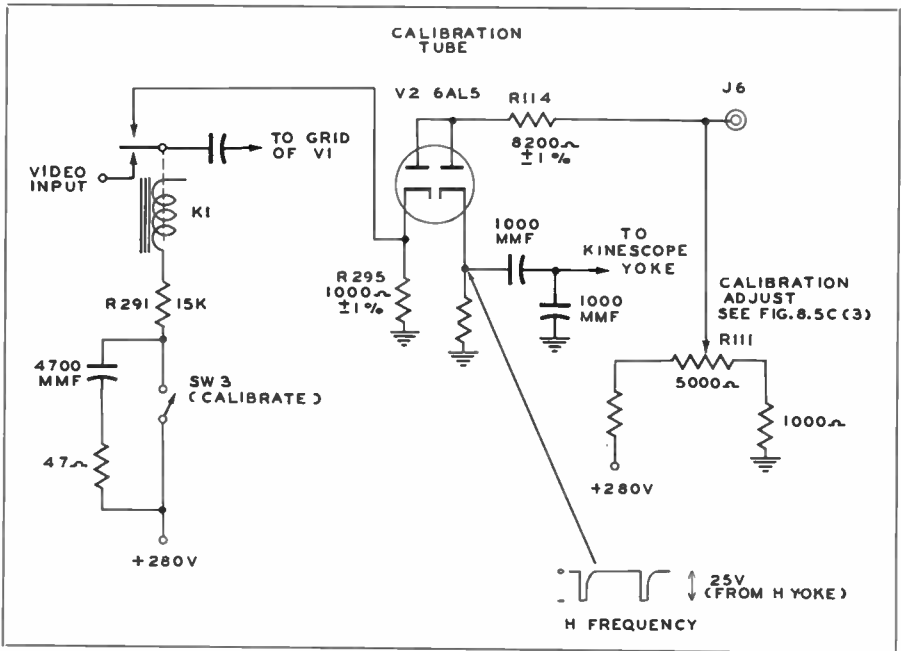 CALIBRATION
TUBE
V2 6AL5
R114
8200Ω
±1%
J6
TO GRID
OF V1
VIDEO
INPUT
K1
R291
15K
4700
MMF
SW3
(CALIBRATE)
47Ω
+280V
R295
1000Ω
±1%
1000
MMF
TO
KINESCOPE
YOKE
1000
MMF
CALIBRATION
ADJUST
SEE FIG.8.5C(3)
R111
5000Ω
1000Ω
+280V
25V
(FROM H YOKE)
H FREQUENCY